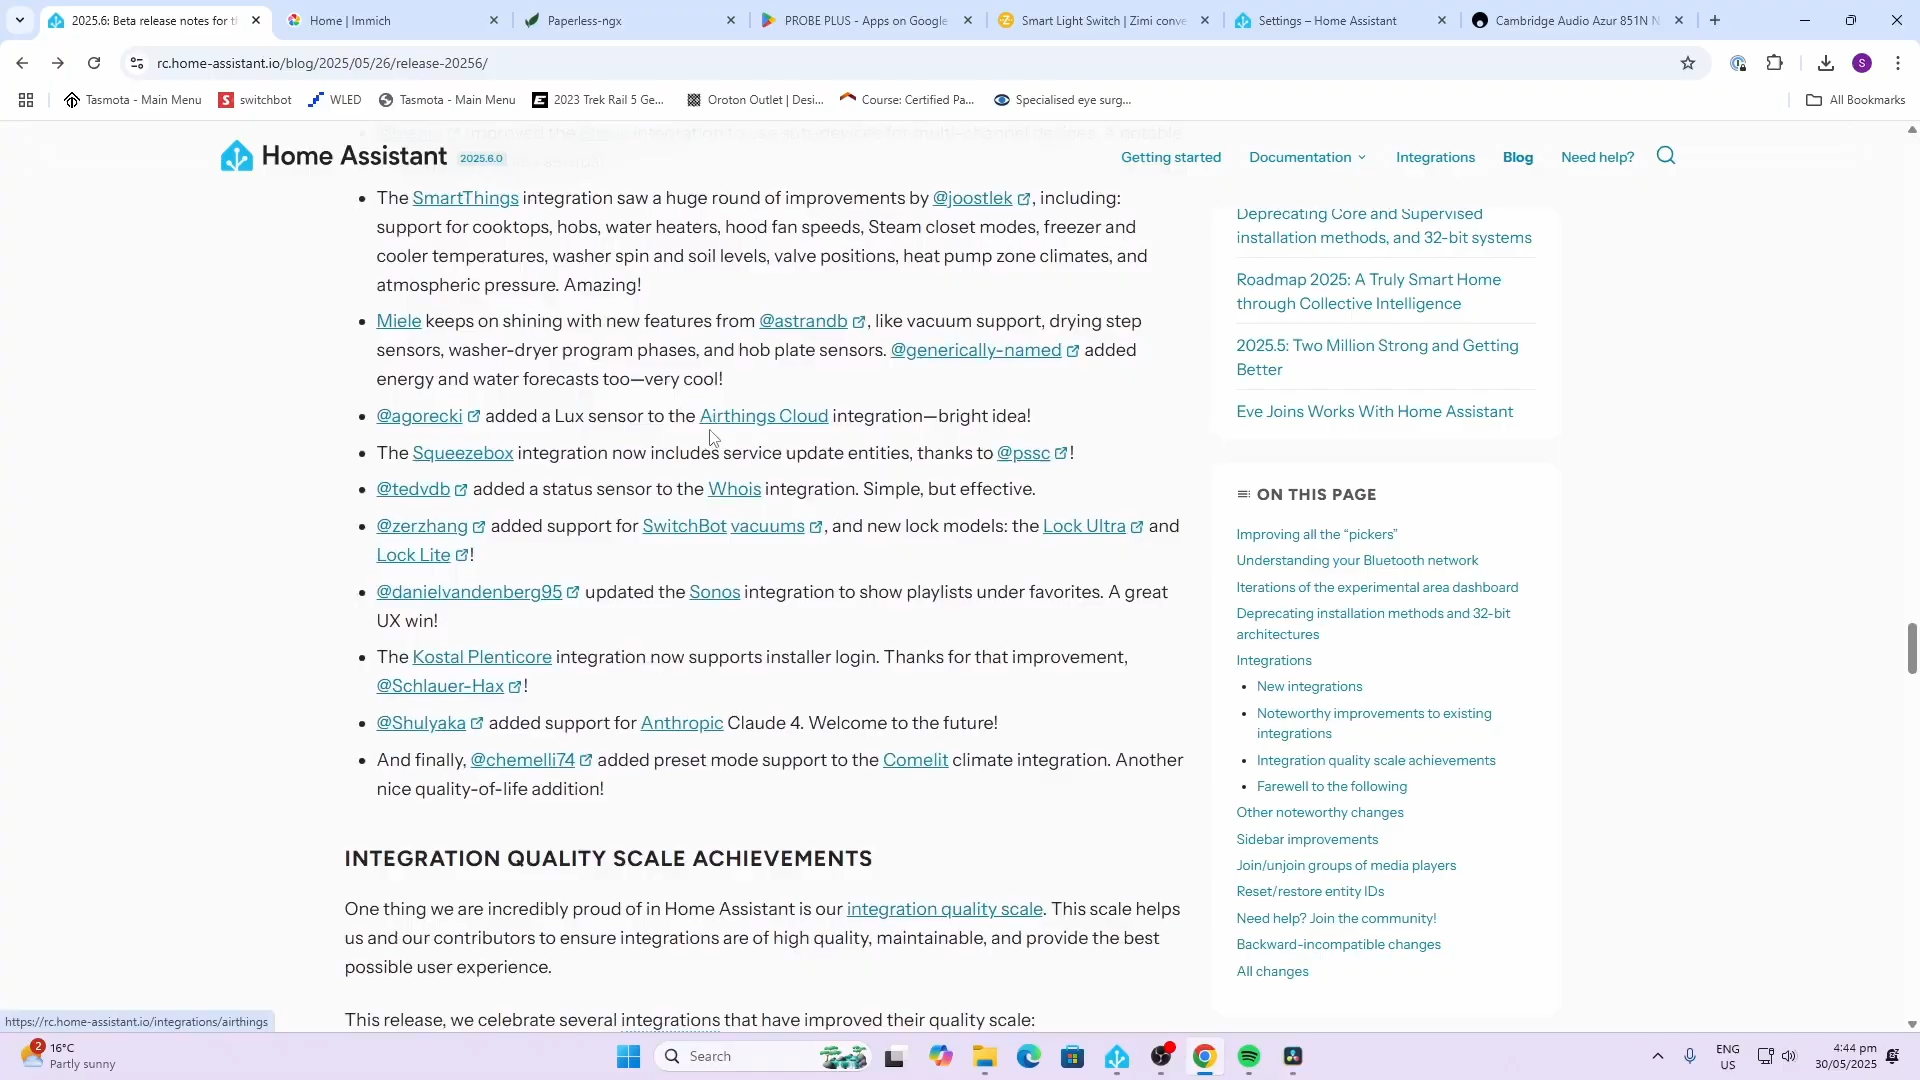 2025.6: Beta release notes for th
Home | Immich
Paperless-ngx
PROBE PLUS - Apps on Google
Smart Light Switch | Zimi conve
Settings – Home Assistant
Cambridge Audio Azur 851N N
rc.home-assistant.io/blog/2025/05/26/release-20256/
S
Tasmota - Main Menu
switchbot
WLED
Tasmota - Main Menu
2023 Trek Rail 5 Ge...
Oroton Outlet | Desi...
Course: Certified Pa...
Specialised eye surg...
All Bookmarks
Home Assistant 2025.6.0
Getting started
Documentation
Integrations
Blog
Need help?
The SmartThings integration saw a huge round of improvements by @joostlek, including:
support for cooktops, hobs, water heaters, hood fan speeds, Steam closet modes, freezer and
cooler temperatures, washer spin and soil levels, valve positions, heat pump zone climates, and
atmospheric pressure. Amazing!
Miele keeps on shining with new features from @astrandb, like vacuum support, drying step
sensors, washer-dryer program phases, and hob plate sensors. @generically-named added
energy and water forecasts too—very cool!
@agorecki added a Lux sensor to the Airthings Cloud integration—bright idea!
The Squeezebox integration now includes service update entities, thanks to @pssc!
@tedvdb added a status sensor to the Whois integration. Simple, but effective.
@zerzhang added support for SwitchBot vacuums, and new lock models: the Lock Ultra and
Lock Lite!
@danielvandenberg95 updated the Sonos integration to show playlists under favorites. A great
UX win!
The Kostal Plenticore integration now supports installer login. Thanks for that improvement,
@Schlauer-Hax!
@Shulyaka added support for Anthropic Claude 4. Welcome to the future!
And finally, @chemelli74 added preset mode support to the Comelit climate integration. Another
nice quality-of-life addition!
INTEGRATION QUALITY SCALE ACHIEVEMENTS
One thing we are incredibly proud of in Home Assistant is our integration quality scale. This scale helps
us and our contributors to ensure integrations are of high quality, maintainable, and provide the best
possible user experience.
This release, we celebrate several integrations that have improved their quality scale:
Deprecating Core and Supervised
installation methods, and 32-bit systems
Roadmap 2025: A Truly Smart Home
through Collective Intelligence
2025.5: Two Million Strong and Getting
Better
Eve Joins Works With Home Assistant
ON THIS PAGE
Improving all the “pickers”
Understanding your Bluetooth network
Iterations of the experimental area dashboard
Deprecating installation methods and 32-bit
architectures
Integrations
New integrations
Noteworthy improvements to existing
integrations
Integration quality scale achievements
Farewell to the following
Other noteworthy changes
Sidebar improvements
Join/unjoin groups of media players
Reset/restore entity IDs
Need help? Join the community!
Backward-incompatible changes
All changes
https://rc.home-assistant.io/integrations/airthings
2
16°C
Partly sunny
Search
ENG
US
4:44 pm
30/05/2025